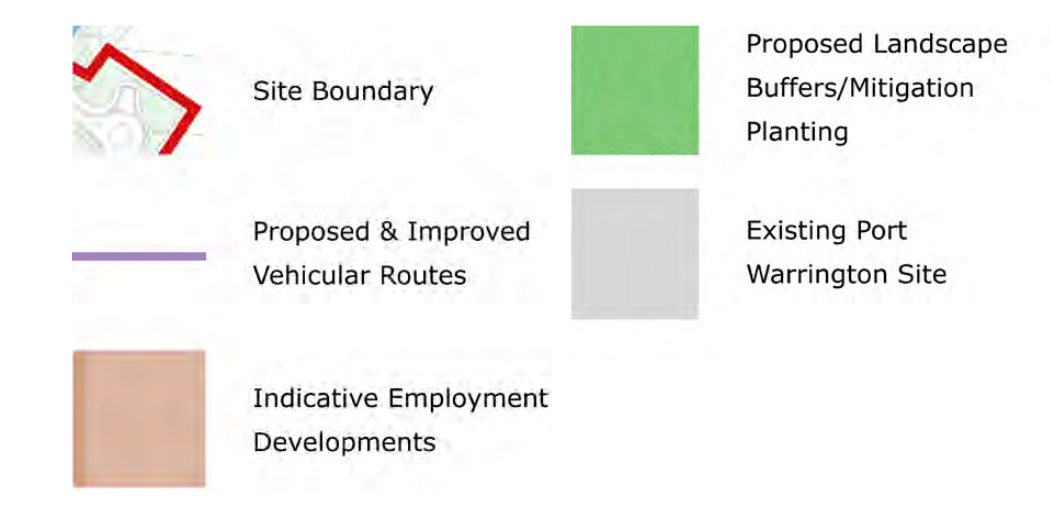 Site Boundary
Proposed & Improved
Vehicular Routes
Indicative Employment
Developments
Proposed Landscape
Buffers/Mitigation
Planting
Existing Port
Warrington Site